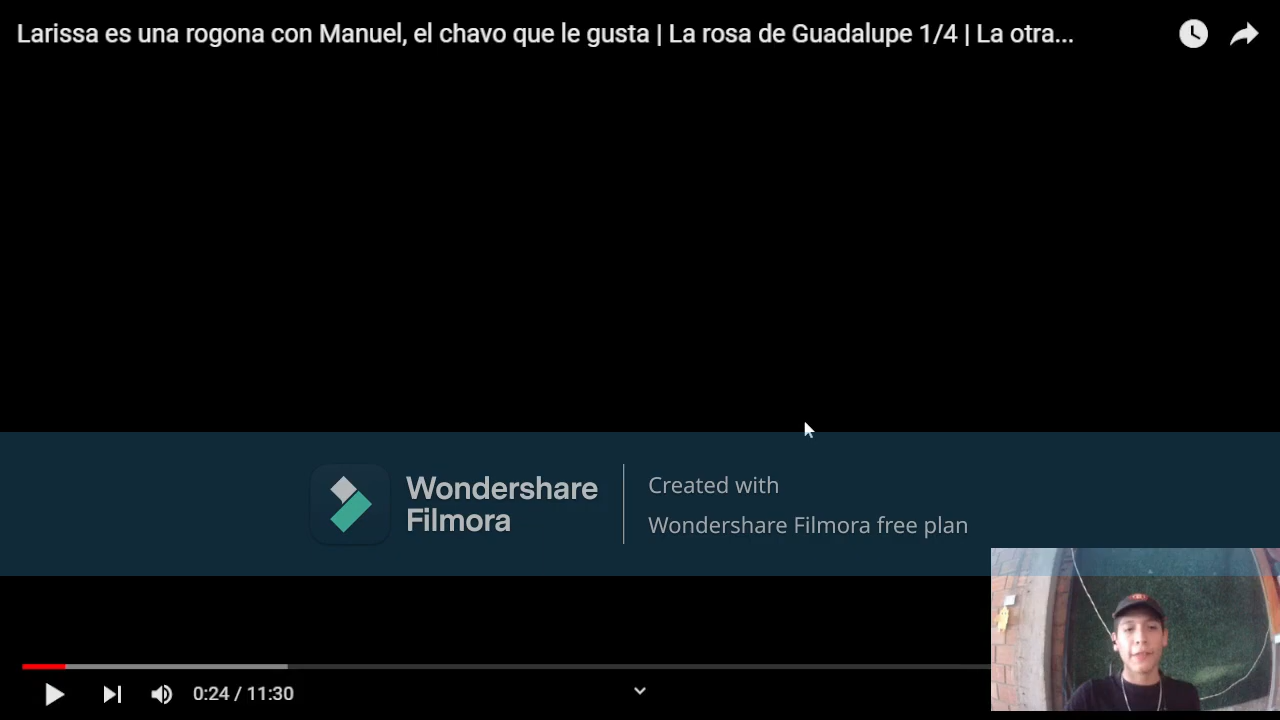 Larissa es una rogona con Manuel, el chavo que le gusta | La rosa de Guadalupe 1/4 | La otra...
Wondershare
Filmora
Created with
Wondershare Filmora free plan
0:24 / 11:30